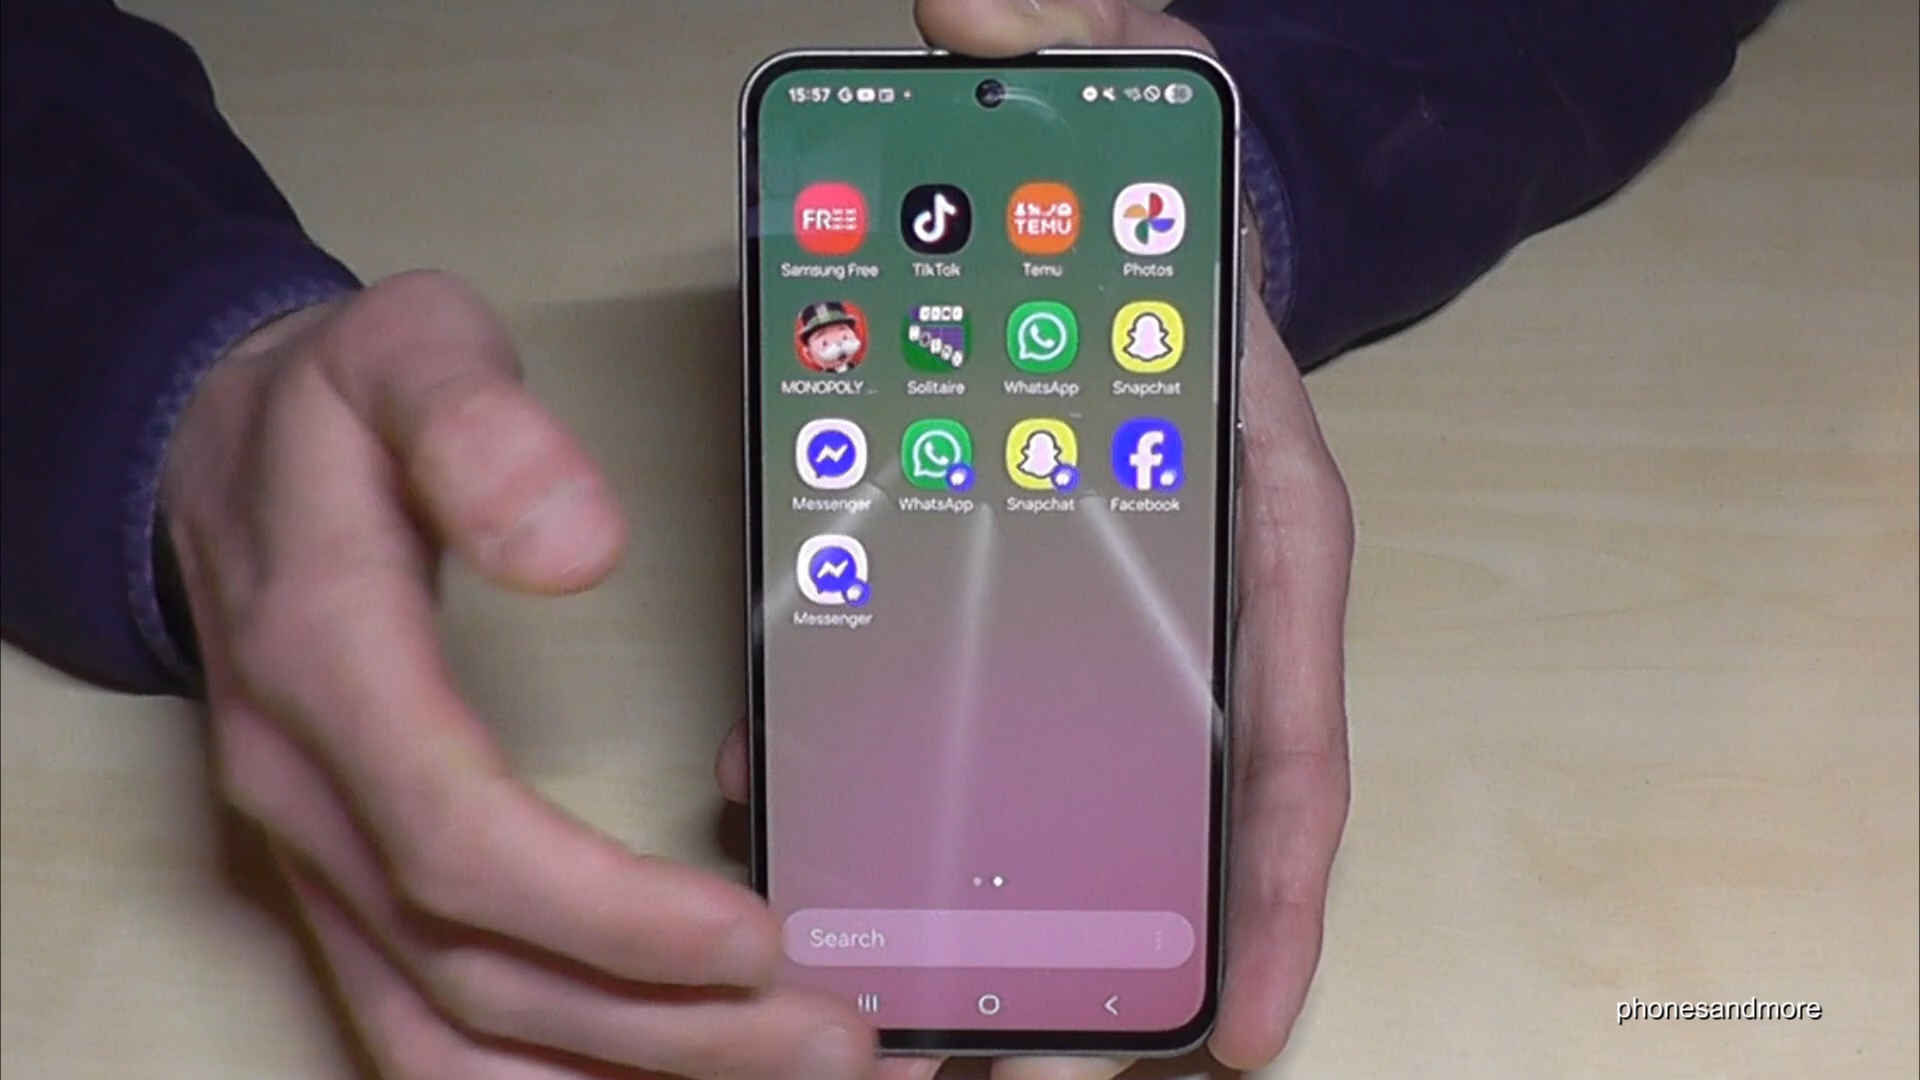 15:57
FREE
TEMU
Samsung Free TikTok Temu Photos
MONOPOLY ... Solitaire WhatsApp Snapchat
Messenger WhatsApp Snapchat Facebook
Messenger
Search
phonesandmore